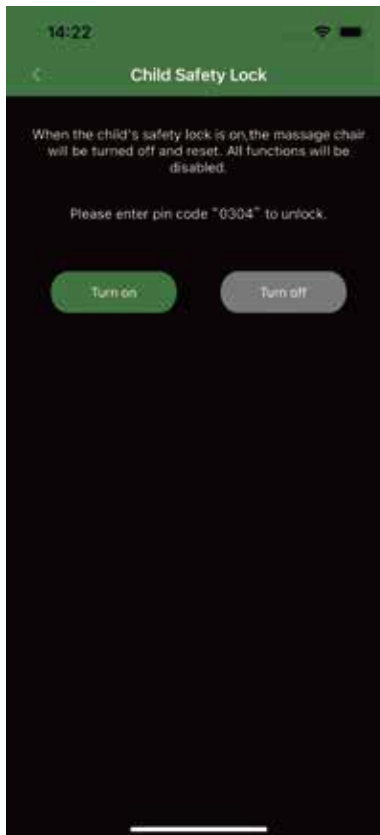 14:22
Child Safety Lock
When the child's safety lock is on,the massage chair
will be turned off and reset. All functions will be
disabled.
Please enter pin code "0304" to unlock.
Turn on
Turn off